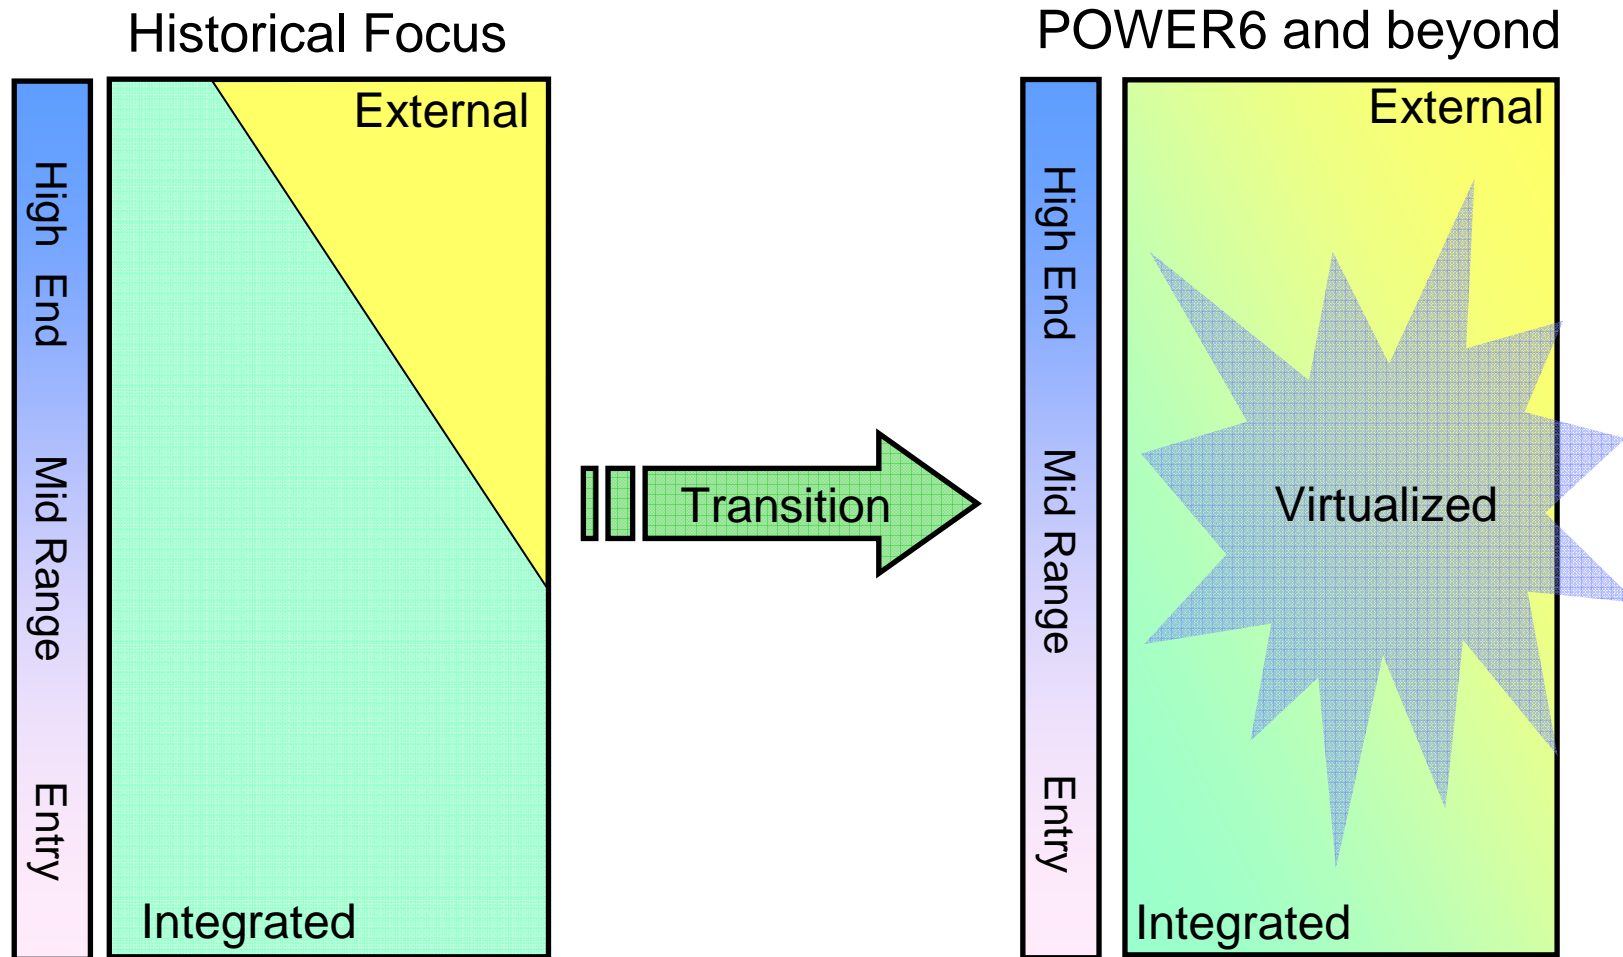 Historical Focus
External
High End
Mid Range
Entry
Integrated
Transition
POWER6 and beyond
External
High End
Mid Range
Entry
Virtualized
Integrated